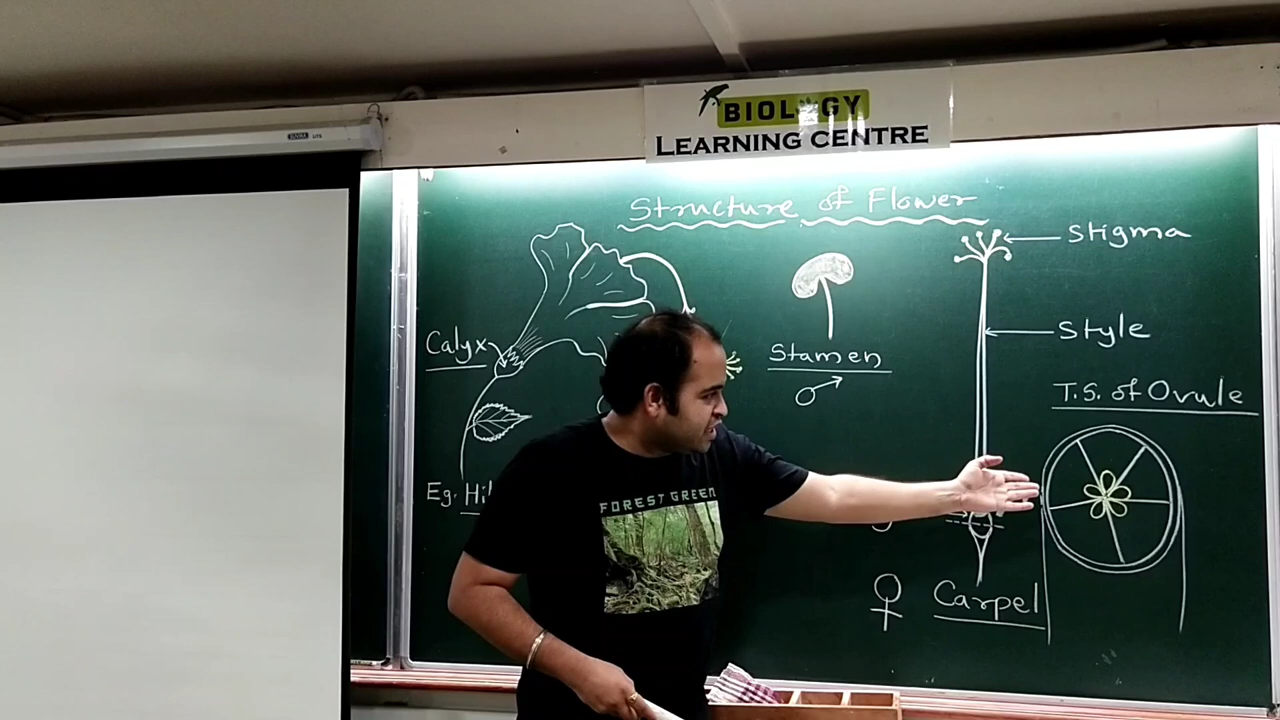 BIOLOGY
LEARNING CENTRE
Structure of Flower
Stigma
Calyx
Stamen
Style
T.S. of Ovule
Eg. Hi
FOREST GREEN
Carpel